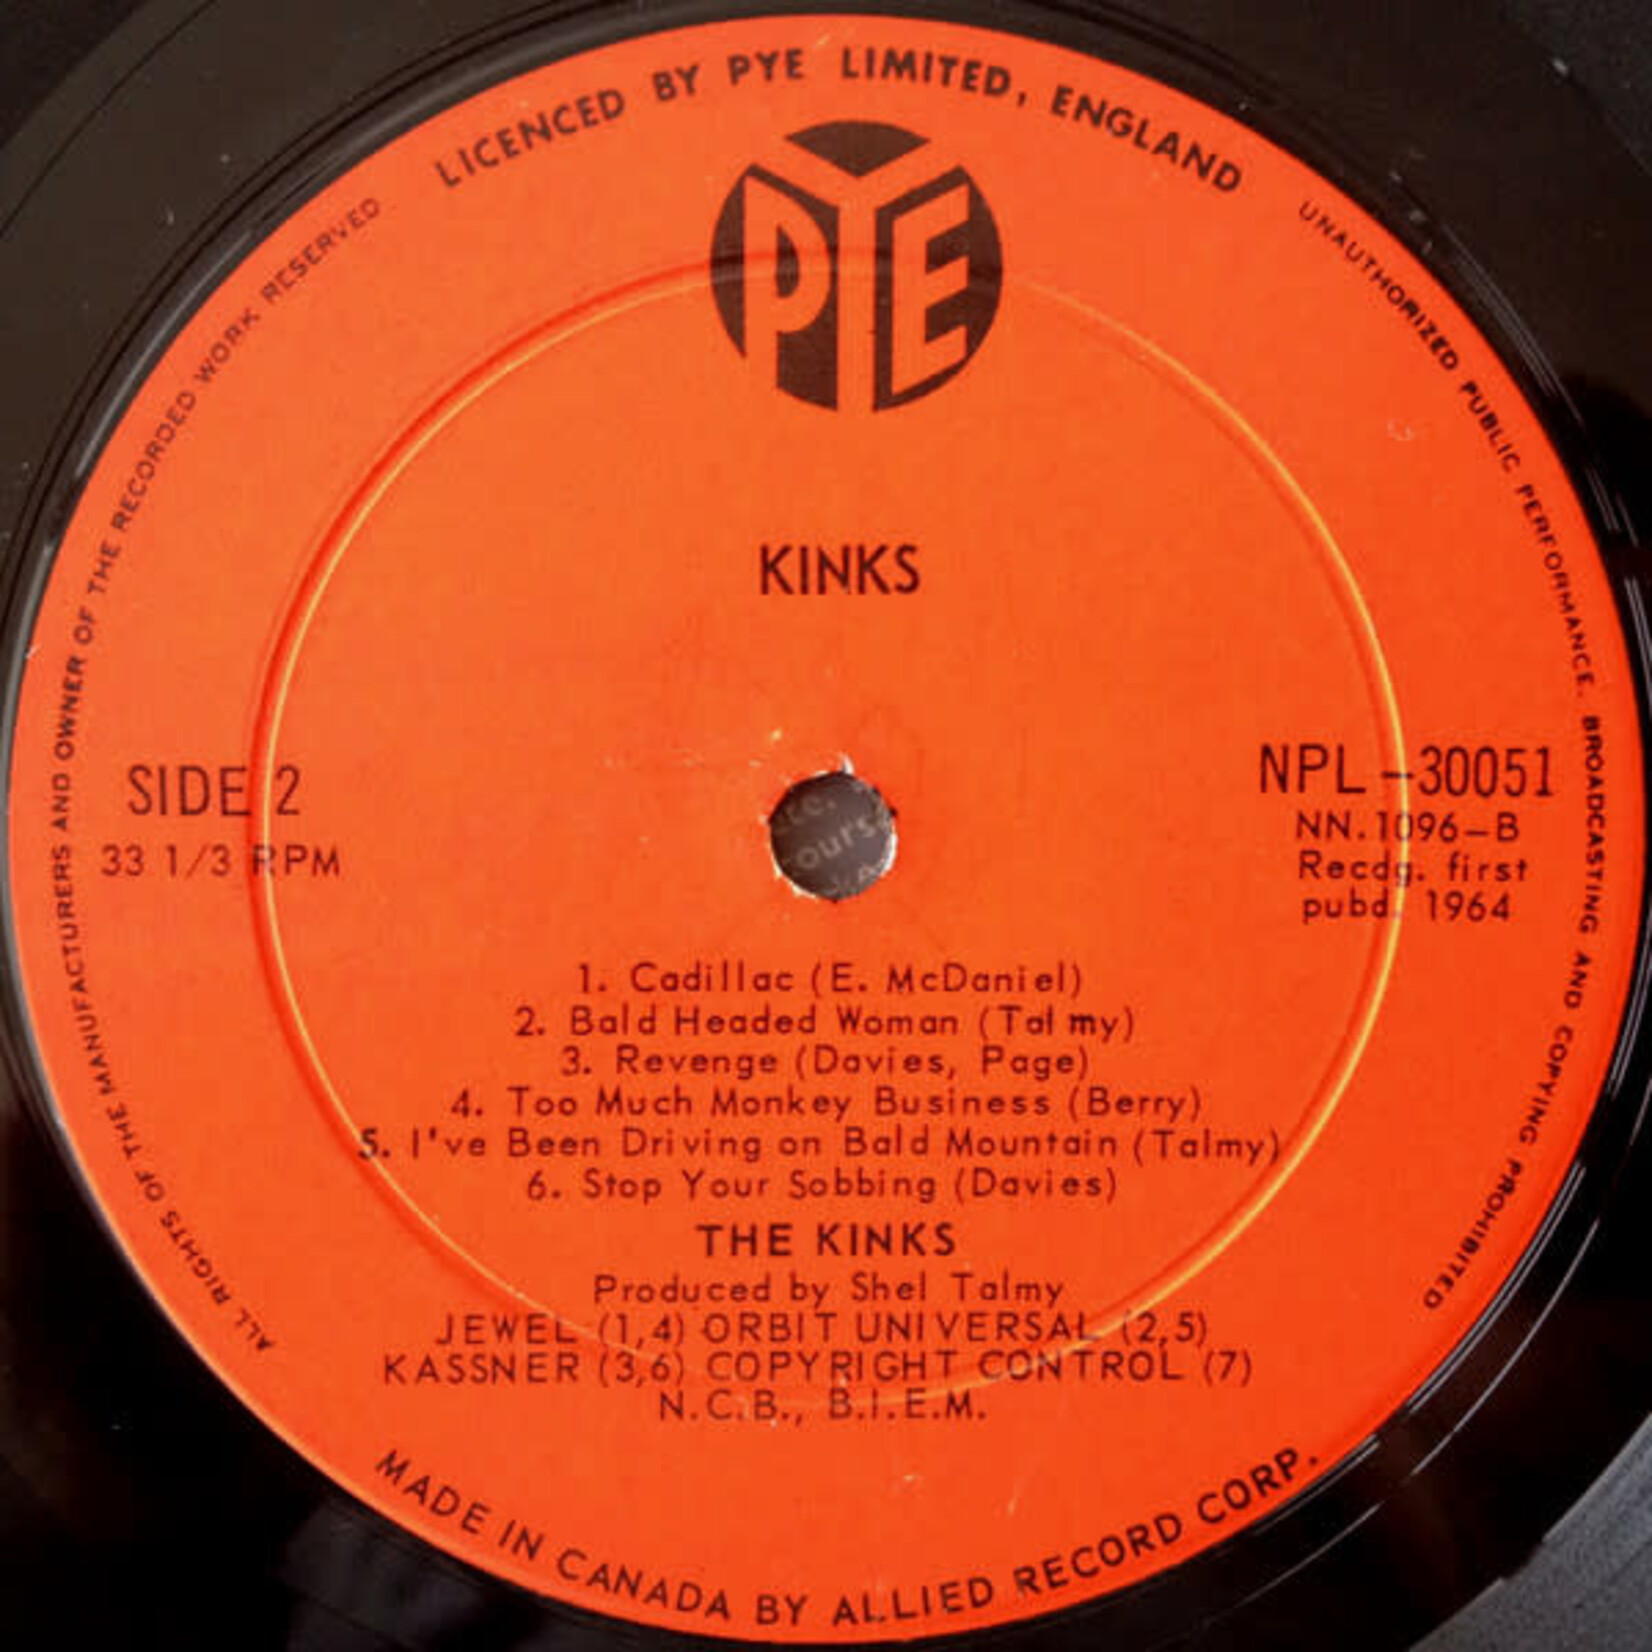 LICENCED BY PYE LIMITED, ENGLAND
UNAUTHORIZED PUBLIC PERFORMANCE. BROADCASTING AND COPYING PROHIBITED
ALL RIGHTS OF THE MANUFACTURERS AND OWNER OF THE RECORDED WORK RESERVED
PYE
KINKS
SIDE 2
33 1/3 RPM
NPL-30051
NN.1096-B
Recdg. first
pubd. 1964
1. Cadillac (E. McDaniel)
2. Bald Headed Woman (Talmy)
3. Revenge (Davies, Page)
4. Too Much Monkey Business (Berry)
5. I've Been Driving on Bald Mountain (Talmy)
6. Stop Your Sobbing (Davies)
THE KINKS
Produced by Shel Talmy
JEWEL (1,4) ORBIT UNIVERSAL (2,5)
KASSNER (3,6) COPYRIGHT CONTROL (7)
N.C.B., B.I.E.M.
MADE IN CANADA BY ALLIED RECORD CORP.